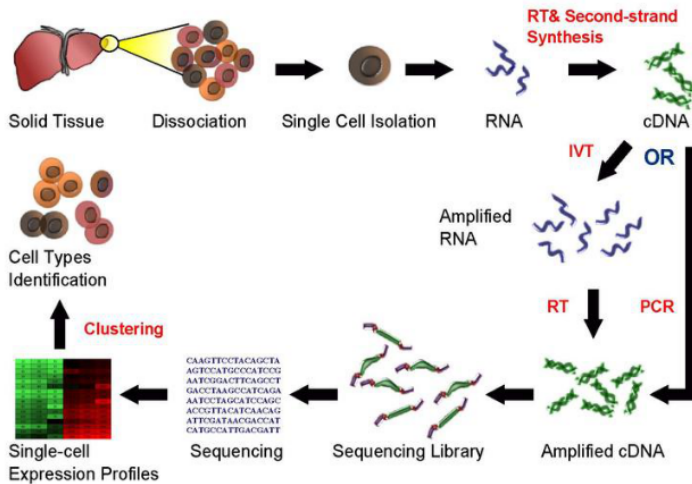 RT& Second-strand
Synthesis
Solid Tissue
Dissociation
Single Cell Isolation
RNA
cDNA
IVT
OR
Amplified
RNA
RT
PCR
Cell Types
Identification
Clustering
CAAGTTCCTACAGCTA
AGTCCATGCCCATCCG
AATCGGACTTCAGCCT
GACCTAAGCCATCAGA
AATCCTAGCATCCAGC
ACCGTTACATCAACAG
ATTCGATAACGACCAT
CATGCCATTGACGATT
Single-cell
Expression Profiles
Sequencing
Sequencing Library
Amplified cDNA